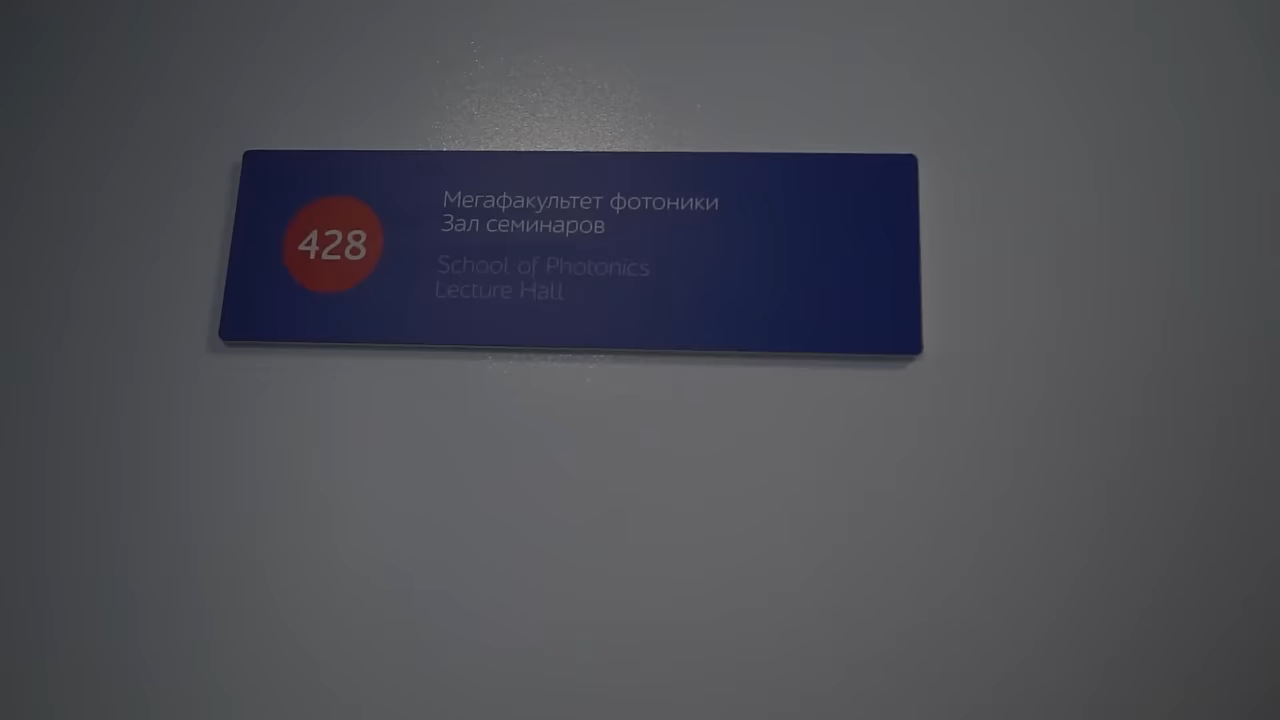 428
Мегафакультет фотоники
Зал семинаров
School of Photonics
Lecture Hall